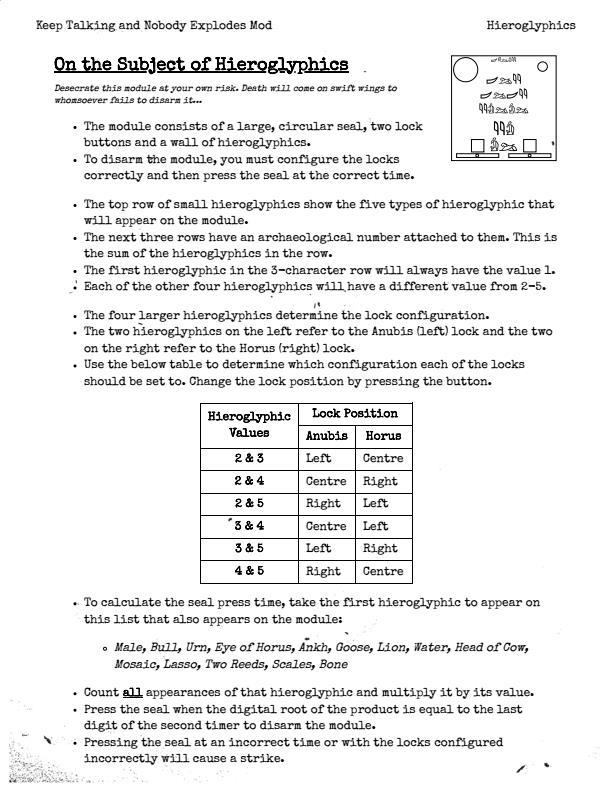 Keep Talking and Nobody Explodes Mod Hieroglyphics
On the Subject of Hieroglyphics
Desecrate this module at your own risk. Death will come on swift wings to
whomsoever fails to disarm it...
• The module consists of a large, circular seal, two lock
buttons and a wall of hieroglyphics.
• To disarm the module, you must configure the locks
correctly and then press the seal at the correct time.
• The top row of small hieroglyphics show the five types of hieroglyphic that
will appear on the module.
• The next three rows have an archaeological number attached to them. This is
the sum of the hieroglyphics in the row.
• The first hieroglyphic in the 3-character row will always have the value 1.
• Each of the other four hieroglyphics will have a different value from 2-5.
• The four larger hieroglyphics determine the lock configuration.
• The two hieroglyphics on the left refer to the Anubis (left) lock and the two
on the right refer to the Horus (right) lock.
• Use the below table to determine which configuration each of the locks
should be set to. Change the lock position by pressing the button.
Hieroglyphic Values Lock Position
Anubis Horus
2 & 3 Left Centre
2 & 4 Centre Right
2 & 5 Right Left
3 & 4 Centre Left
3 & 5 Left Right
4 & 5 Right Centre
• To calculate the seal press time, take the first hieroglyphic to appear on
this list that also appears on the module:
◦ Male, Bull, Urn, Eye of Horus, Ankh, Goose, Lion, Water, Head of Cow,
Mosaic, Lasso, Two Reeds, Scales, Bone
• Count all appearances of that hieroglyphic and multiply it by its value.
• Press the seal when the digital root of the product is equal to the last
digit of the second timer to disarm the module.
• Pressing the seal at an incorrect time or with the locks configured
incorrectly will cause a strike.